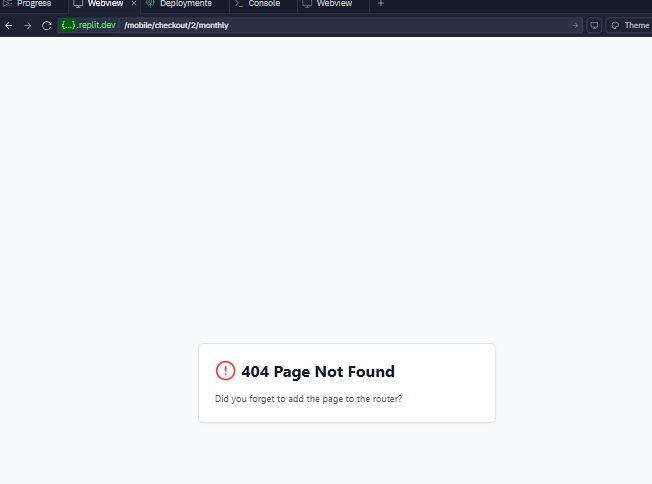 Progress Webview Deployments Console Webview
{...}.replit.dev /mobile/checkout/2/monthly Theme
404 Page Not Found
Did you forget to add the page to the router?